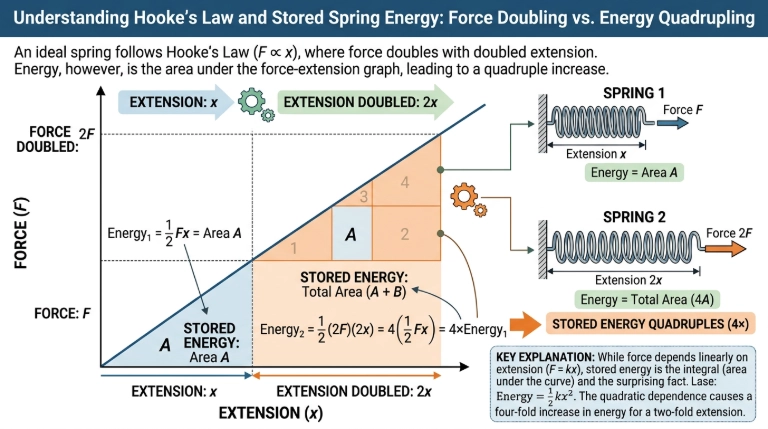 Understanding Hooke's Law and Stored Spring Energy: Force Doubling vs. Energy Quadrupling
An ideal spring follows Hooke's Law (F ∝ x), where force doubles with doubled extension.
Energy, however, is the area under the force-extension graph, leading to a quadruple increase.
EXTENSION: x
EXTENSION DOUBLED: 2x
FORCE 2F
DOUBLED:
FORCE (F)
Energy₁ = 1/2 Fx = Area A
FORCE: F
A
STORED
ENERGY:
Area A
1
A
2
3
4
STORED ENERGY:
Total Area (A + B)
Energy₂ = 1/2 (2F)(2x) = 4(1/2 Fx) = 4×Energy₁
EXTENSION: x
EXTENSION DOUBLED: 2x
EXTENSION (x)
SPRING 1
Force F
Extension x
Energy = Area A
SPRING 2
Force 2F
Extension 2x
Energy = Total Area (4A)
STORED ENERGY QUADRUPLES (4×)
KEY EXPLANATION: While force depends linearly on
extension (F = kx), stored energy is the integral (area
under the curve) and the surprising fact. Lase:
Energy = 1/2 kx². The quadratic dependence causes a
four-fold increase in energy for a two-fold extension.